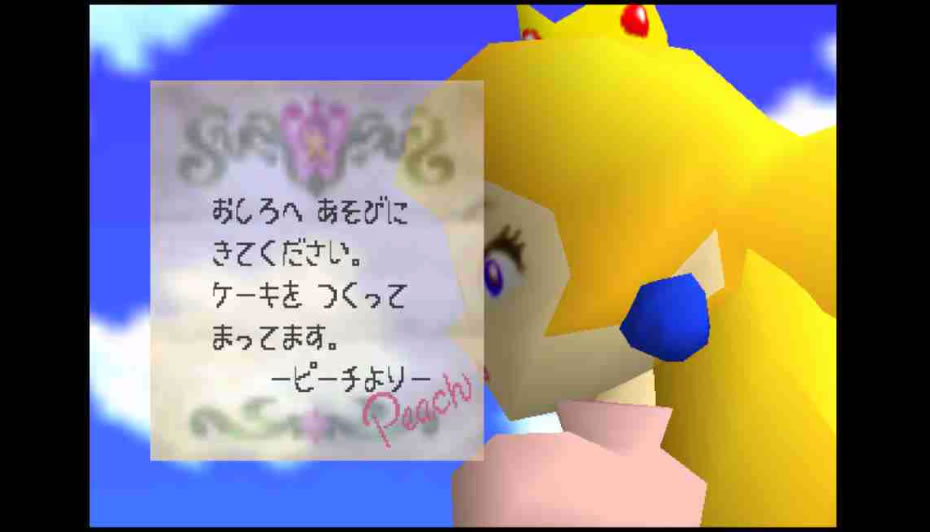 おしろへ あそびに
きてください。
ケーキを つくって
まってます。
ーピーチよりー
Peach